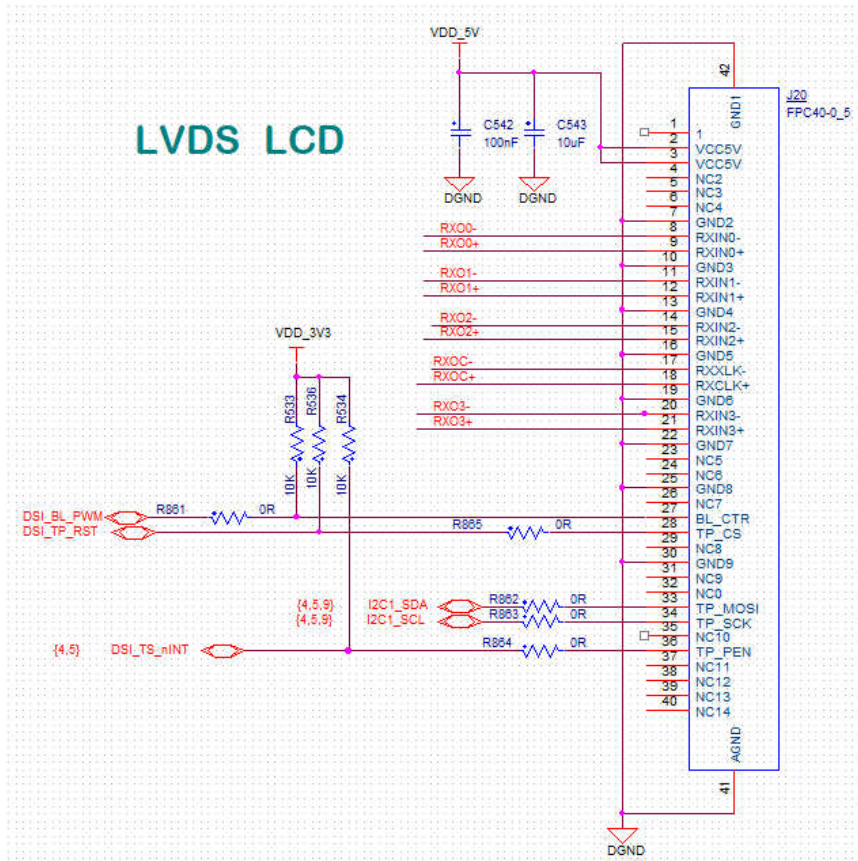 VDD_5V
42
GND1
J20
FPC40-0_5
LVDS LCD
C542
100nF
C543
10uF
DGND
DGND
1
1
2
VCC5V
3
VCC5V
4
NC2
5
NC3
6
NC4
7
GND2
RXO0-
8
RXIN0-
RXO0+
9
RXIN0+
10
GND3
RXO1-
11
RXIN1-
RXO1+
12
RXIN1+
13
GND4
RXO2-
14
RXIN2-
RXO2+
15
RXIN2+
16
GND5
RXOC-
17
RXXLK-
RXOC+
18
RXCLK+
19
GND6
RXO3-
20
RXIN3-
RXO3+
21
RXIN3+
22
GND7
23
NC5
24
NC6
25
GND8
26
NC7
VDD_3V3
R533
R536
R534
10K
10K
10K
DSI_BL_PWM
R861
0R
27
BL_CTR
DSI_TP_RST
R865
0R
28
TP_CS
29
NC8
30
GND9
31
NC9
32
NC0
{4,5,9}
I2C1_SDA
R862
0R
33
TP_MOSI
{4,5,9}
I2C1_SCL
R863
0R
34
TP_SCK
35
NC10
{4,5}
DSI_TS_nINT
R864
0R
36
TP_PEN
37
NC11
38
NC12
39
NC13
40
NC14
AGND
41
DGND